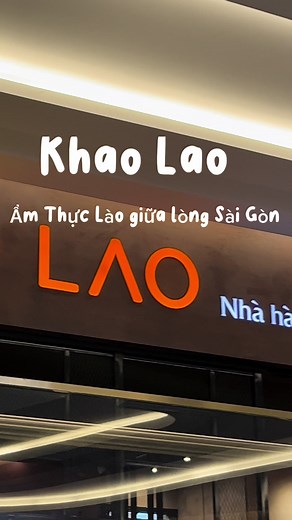 Khao Lao
Ẩm Thực Lào giữa lòng Sài Gòn
LAO
Nhà hà